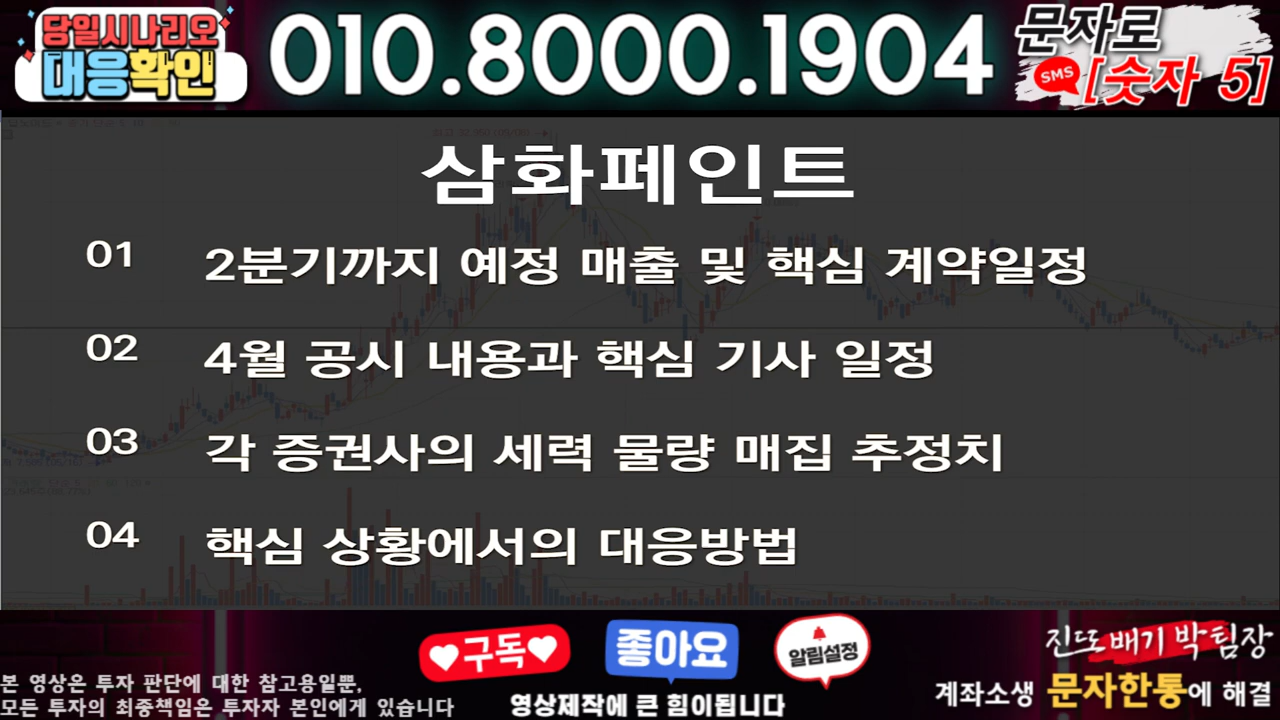 당일시나리오
대응확인
010.8000.1904
문자로
SMS [숫자 5]
삼화페인트
01 2분기까지 예정 매출 및 핵심 계약일정
02 4월 공시 내용과 핵심 기사 일정
03 각 증권사의 세력 물량 매집 추정치
04 핵심 상황에서의 대응방법
구독
좋아요
알림설정
영상제작에 큰 힘이됩니다
본 영상은 투자 판단에 대한 참고용일뿐,
모든 투자의 최종책임은 투자자 본인에게 있습니다
진또배기 박팀장
계좌소생 문자한통에 해결